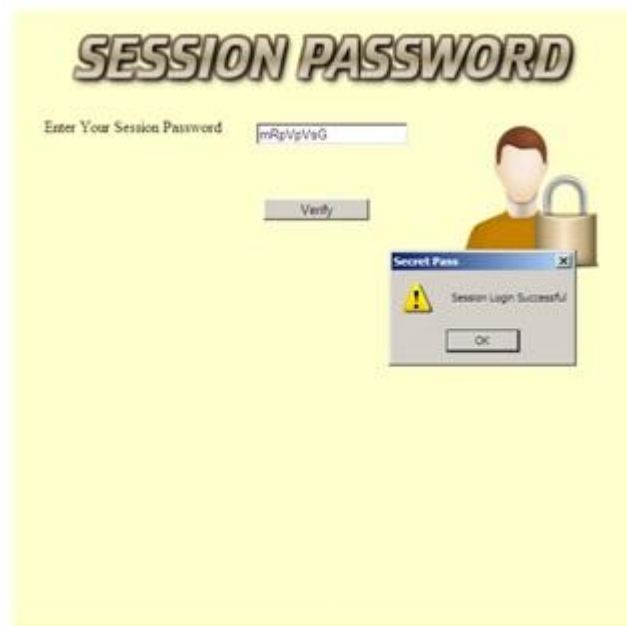 SESSION PASSWORD
Enter Your Session Password
mRpVpVsG
Verify
Secret Pass
Session Login Successful
OK